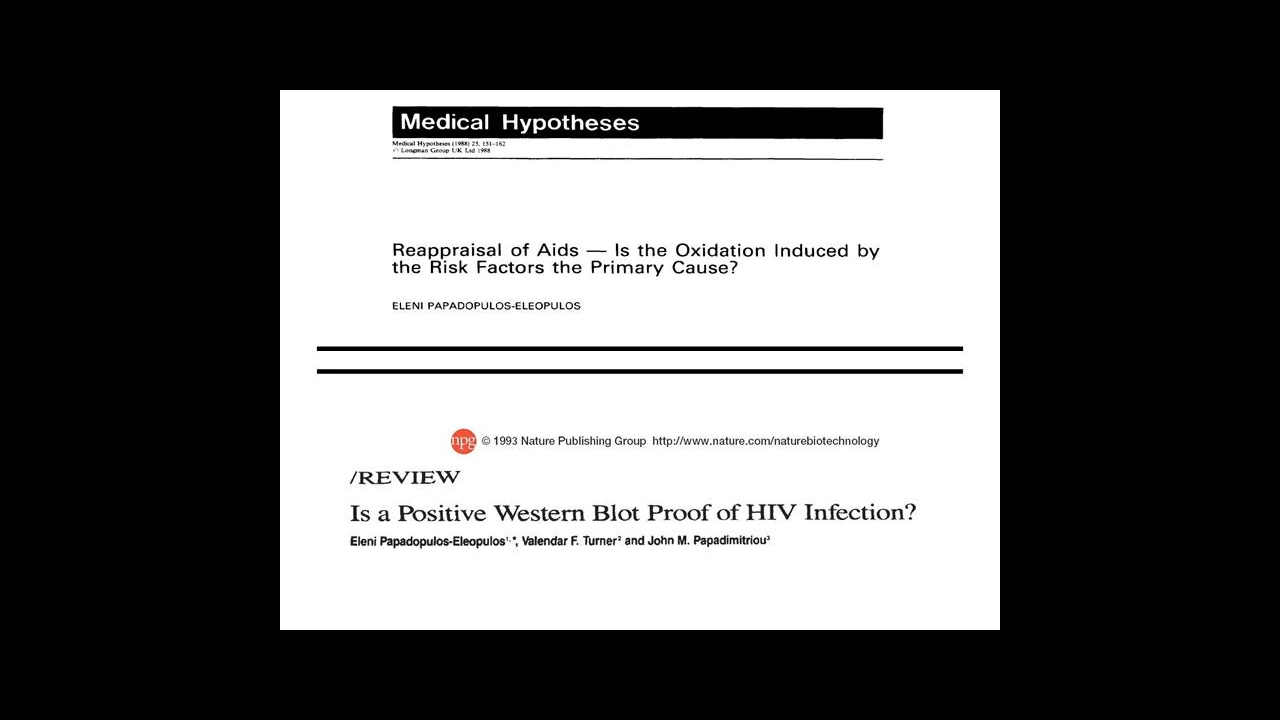 Medical Hypotheses
Medical Hypotheses (1988) 25, 151–162
© Longman Group UK Ltd 1988
Reappraisal of Aids — Is the Oxidation Induced by
the Risk Factors the Primary Cause?
ELENI PAPADOPULOS-ELEOPULOS
npg © 1993 Nature Publishing Group http://www.nature.com/naturebiotechnology
/REVIEW
Is a Positive Western Blot Proof of HIV Infection?
Eleni Papadopulos-Eleopulos¹,*, Valendar F. Turner² and John M. Papadimitriou³